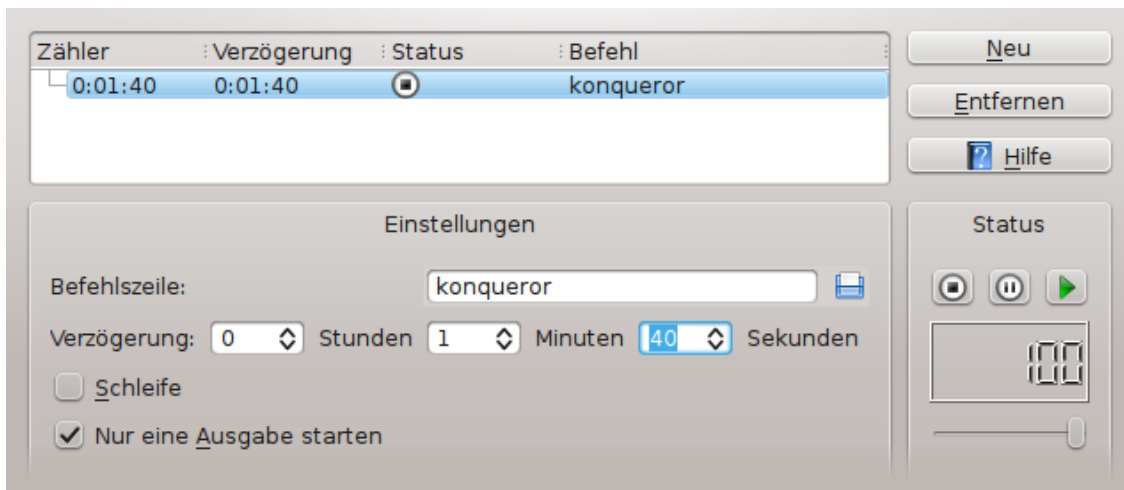 Zähler Verzögerung Status Befehl
0:01:40 0:01:40 konqueror
Neu
Entfernen
Hilfe
Einstellungen
Befehlszeile: konqueror
Verzögerung: 0 Stunden 1 Minuten 40 Sekunden
Schleife
Nur eine Ausgabe starten
Status
100